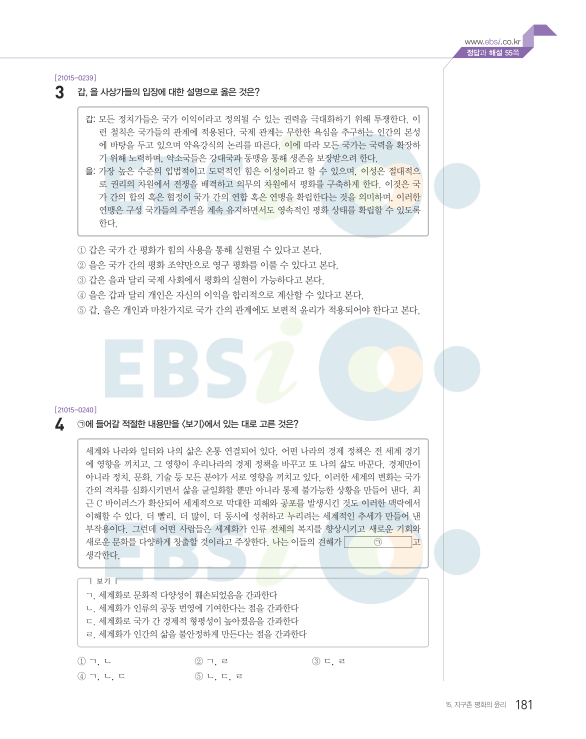 www.ebsi.co.kr
정답과 해설 55쪽
[21015-0239]
3 갑, 을 사상가들의 입장에 대한 설명으로 옳은 것은?
갑: 모든 정치가들은 국가 이익이라고 정의될 수 있는 권력을 극대화하기 위해 투쟁한다. 이
런 철칙은 국가들의 관계에 적용된다. 국제 관계는 무한한 욕심을 추구하는 인간의 본성
에 바탕을 두고 있으며 약육강식의 논리를 따른다. 이에 따라 모든 국가는 국력을 확장하
기 위해 노력하며, 약소국들은 강대국과 동맹을 통해 생존을 보장받으려 한다.
을: 가장 높은 수준의 입법적이고 도덕적인 힘은 이성이라고 할 수 있으며, 이성은 절대적으
로 권리의 차원에서 전쟁을 배격하고 의무의 차원에서 평화를 구축하게 한다. 이것은 국
가 간의 합의 혹은 협정이 국가 간의 연합 혹은 연맹을 확립한다는 것을 의미하며, 이러한
연맹은 구성 국가들의 주권을 계속 유지하면서도 영속적인 평화 상태를 확립할 수 있도록
한다.
① 갑은 국가 간 평화가 힘의 사용을 통해 실현될 수 있다고 본다.
② 을은 국가 간의 평화 조약만으로 영구 평화를 이룰 수 있다고 본다.
③ 갑은 을과 달리 국제 사회에서 평화의 실현이 가능하다고 본다.
④ 을은 갑과 달리 개인은 자신의 이익을 합리적으로 계산할 수 있다고 본다.
⑤ 갑, 을은 개인과 마찬가지로 국가 간의 관계에도 보편적 윤리가 적용되어야 한다고 본다.
EBSi
[21015-0240]
4 ㉠에 들어갈 적절한 내용만을 〈보기〉에서 있는 대로 고른 것은?
세계와 나라와 일터와 나의 삶은 온통 연결되어 있다. 어떤 나라의 경제 정책은 전 세계 경기
에 영향을 끼치고, 그 영향이 우리나라의 경제 정책을 바꾸고 또 나의 삶도 바꾼다. 경제만이
아니라 정치, 문화, 기술 등 모든 분야가 서로 영향을 끼치고 있다. 이러한 세계의 변화는 국가
간의 격차를 심화시키면서 삶을 균일화할 뿐만 아니라 통제 불가능한 상황을 만들어 낸다. 최
근 C 바이러스가 확산되어 세계적으로 막대한 피해와 공포를 발생시킨 것도 이러한 맥락에서
이해할 수 있다. 더 빨리, 더 많이, 더 동시에 성취하고 누리려는 세계적인 추세가 만들어 낸
부작용이다. 그런데 어떤 사람들은 세계화가 인류 전체의 복지를 향상시키고 새로운 기회와
새로운 문화를 다양하게 창출할 것이라고 주장한다. 나는 이들의 견해가 ㉠ 고
생각한다.
보기
ㄱ. 세계화로 문화적 다양성이 훼손되었음을 간과한다
ㄴ. 세계화가 인류의 공동 번영에 기여한다는 점을 간과한다
ㄷ. 세계화로 국가 간 경제적 형평성이 높아졌음을 간과한다
ㄹ. 세계화가 인간의 삶을 불안정하게 만든다는 점을 간과한다
① ㄱ, ㄴ ② ㄱ, ㄹ ③ ㄷ, ㄹ
④ ㄱ, ㄴ, ㄷ ⑤ ㄴ, ㄷ, ㄹ
15. 지구촌 평화의 윤리 181